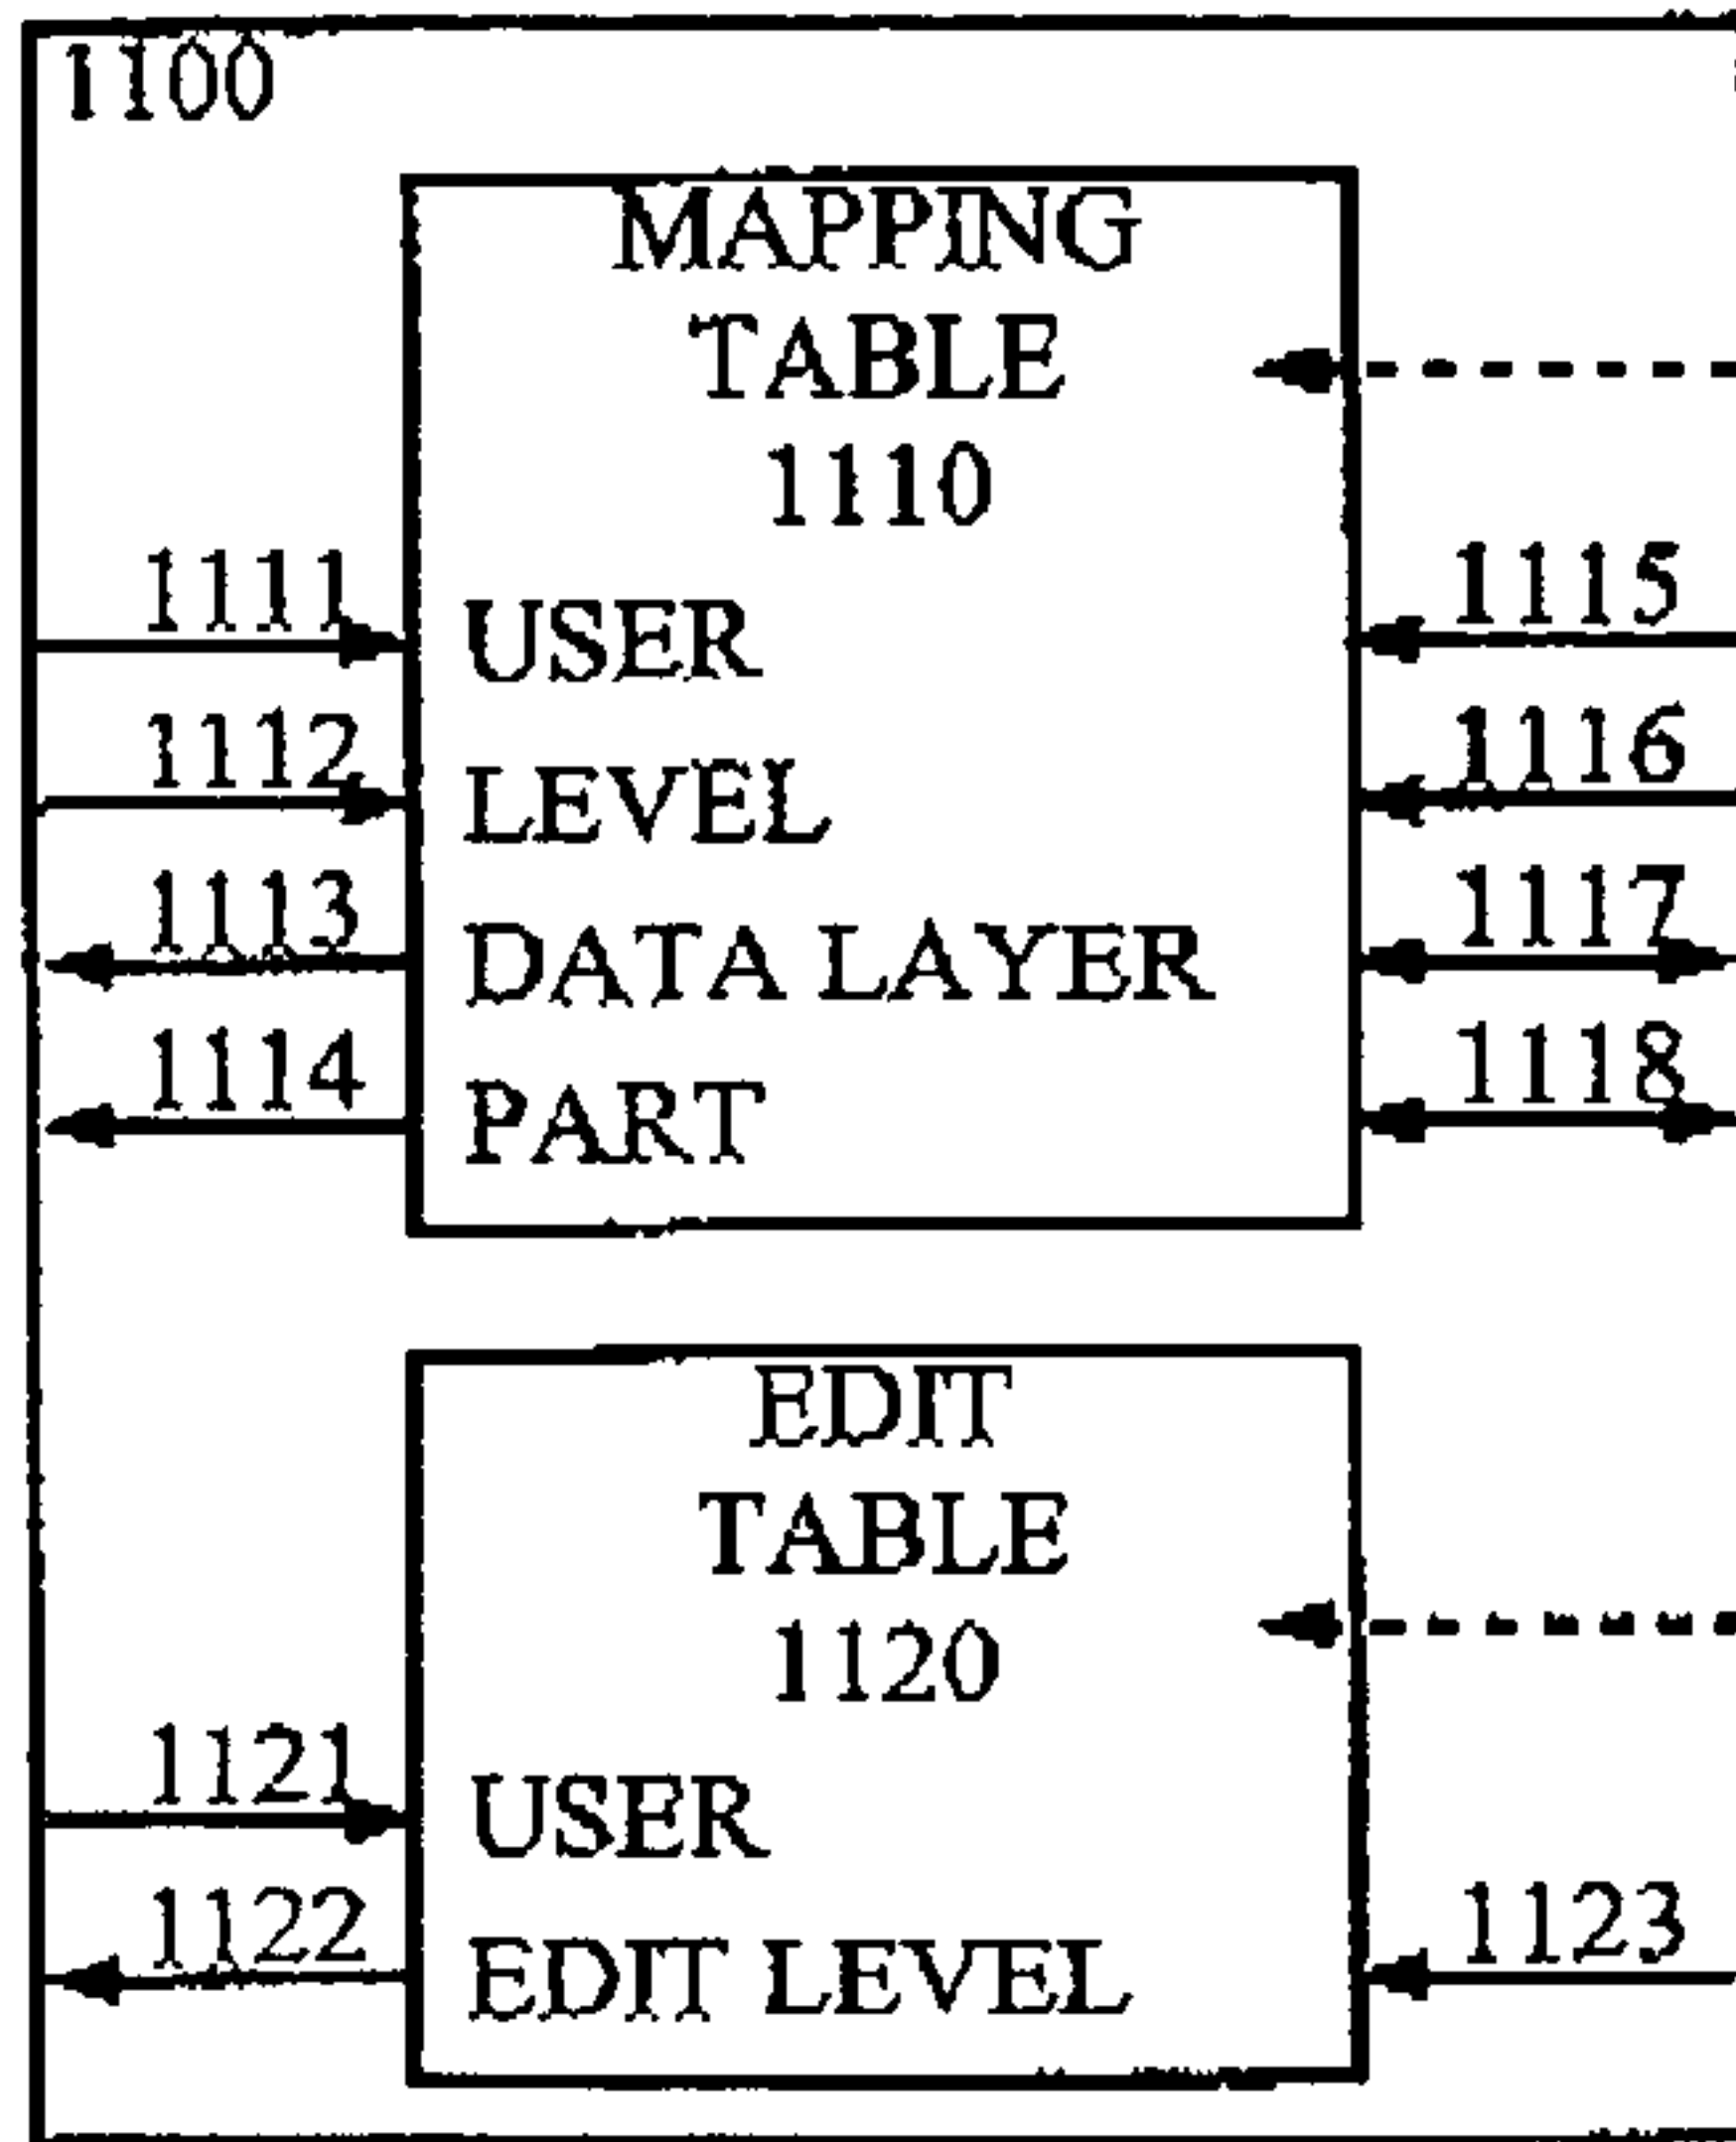 1100
MAPPING
TABLE
1110
1111
USER
1115
1112
LEVEL
1116
1113
DATA LAYER
1117
1114
PART
1118
EDIT
TABLE
1120
1121
USER
1122
EDIT LEVEL
1123